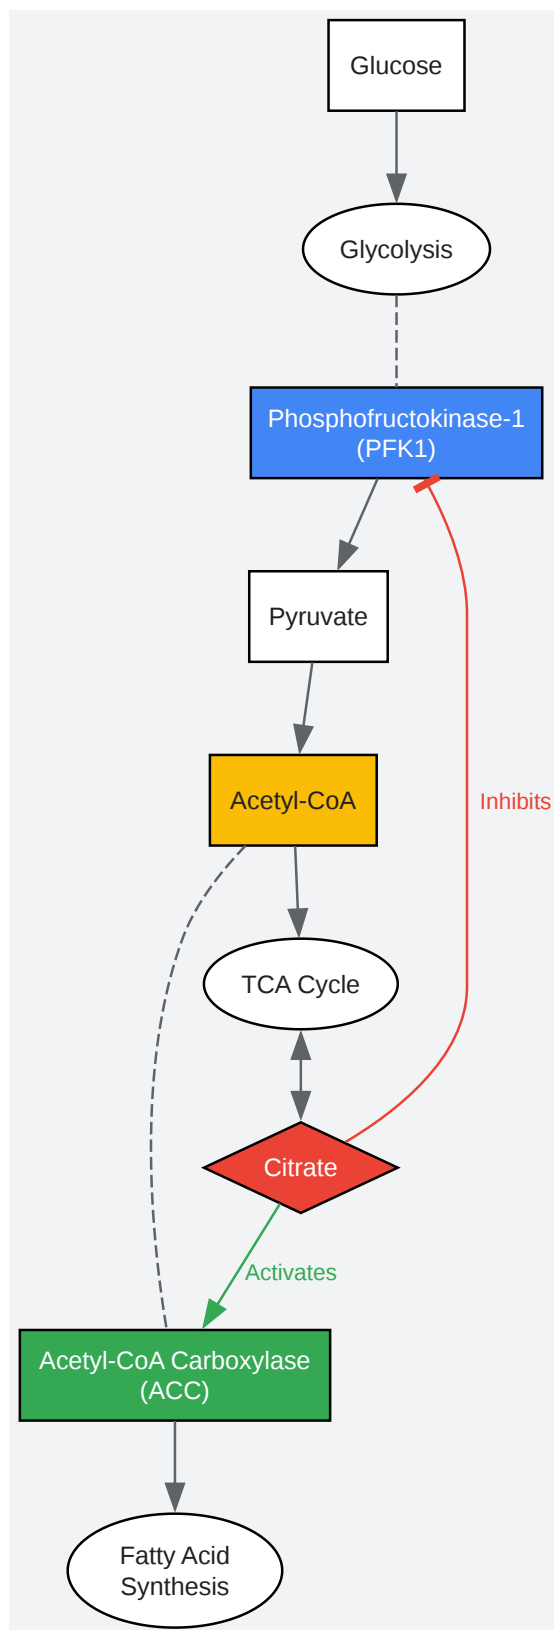 Glucose
Glycolysis
Phosphofructokinase-1
(PFK1)
Pyruvate
Acetyl-CoA
Inhibits
TCA Cycle
Citrate
Activates
Acetyl-CoA Carboxylase
(ACC)
Fatty Acid
Synthesis